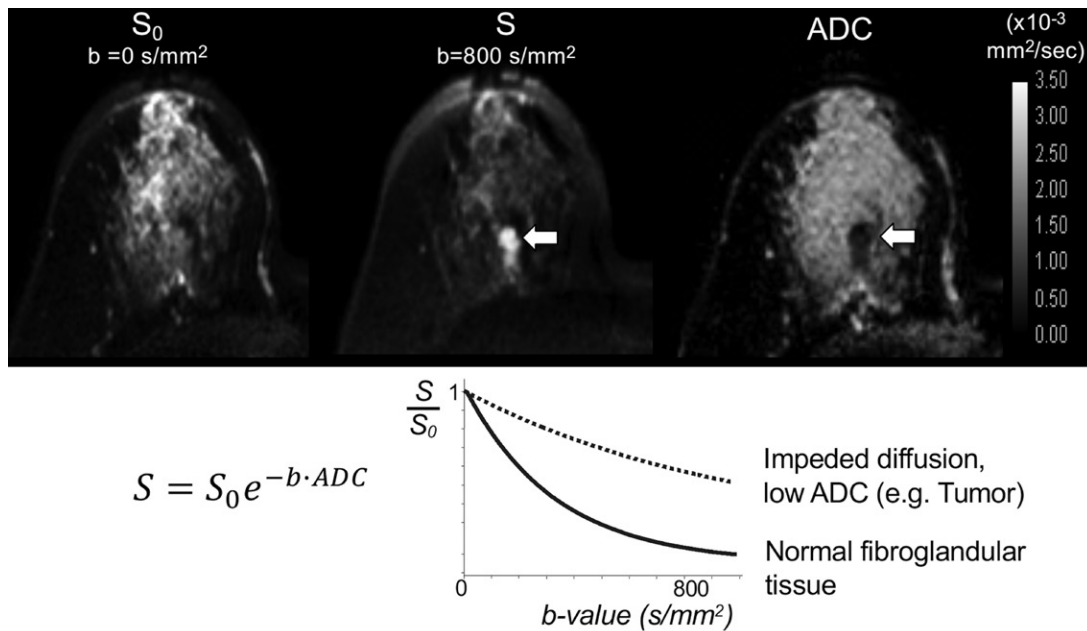 S₀
b =0 s/mm²
S
b=800 s/mm²
ADC
(x10⁻³
mm²/sec)
3.50
3.00
2.50
2.00
1.50
1.00
0.50
0.00
S = S₀e^{-b·ADC}
S
S₀
1
0
800
b-value (s/mm²)
Impeded diffusion,
low ADC (e.g. Tumor)
Normal fibroglandular
tissue